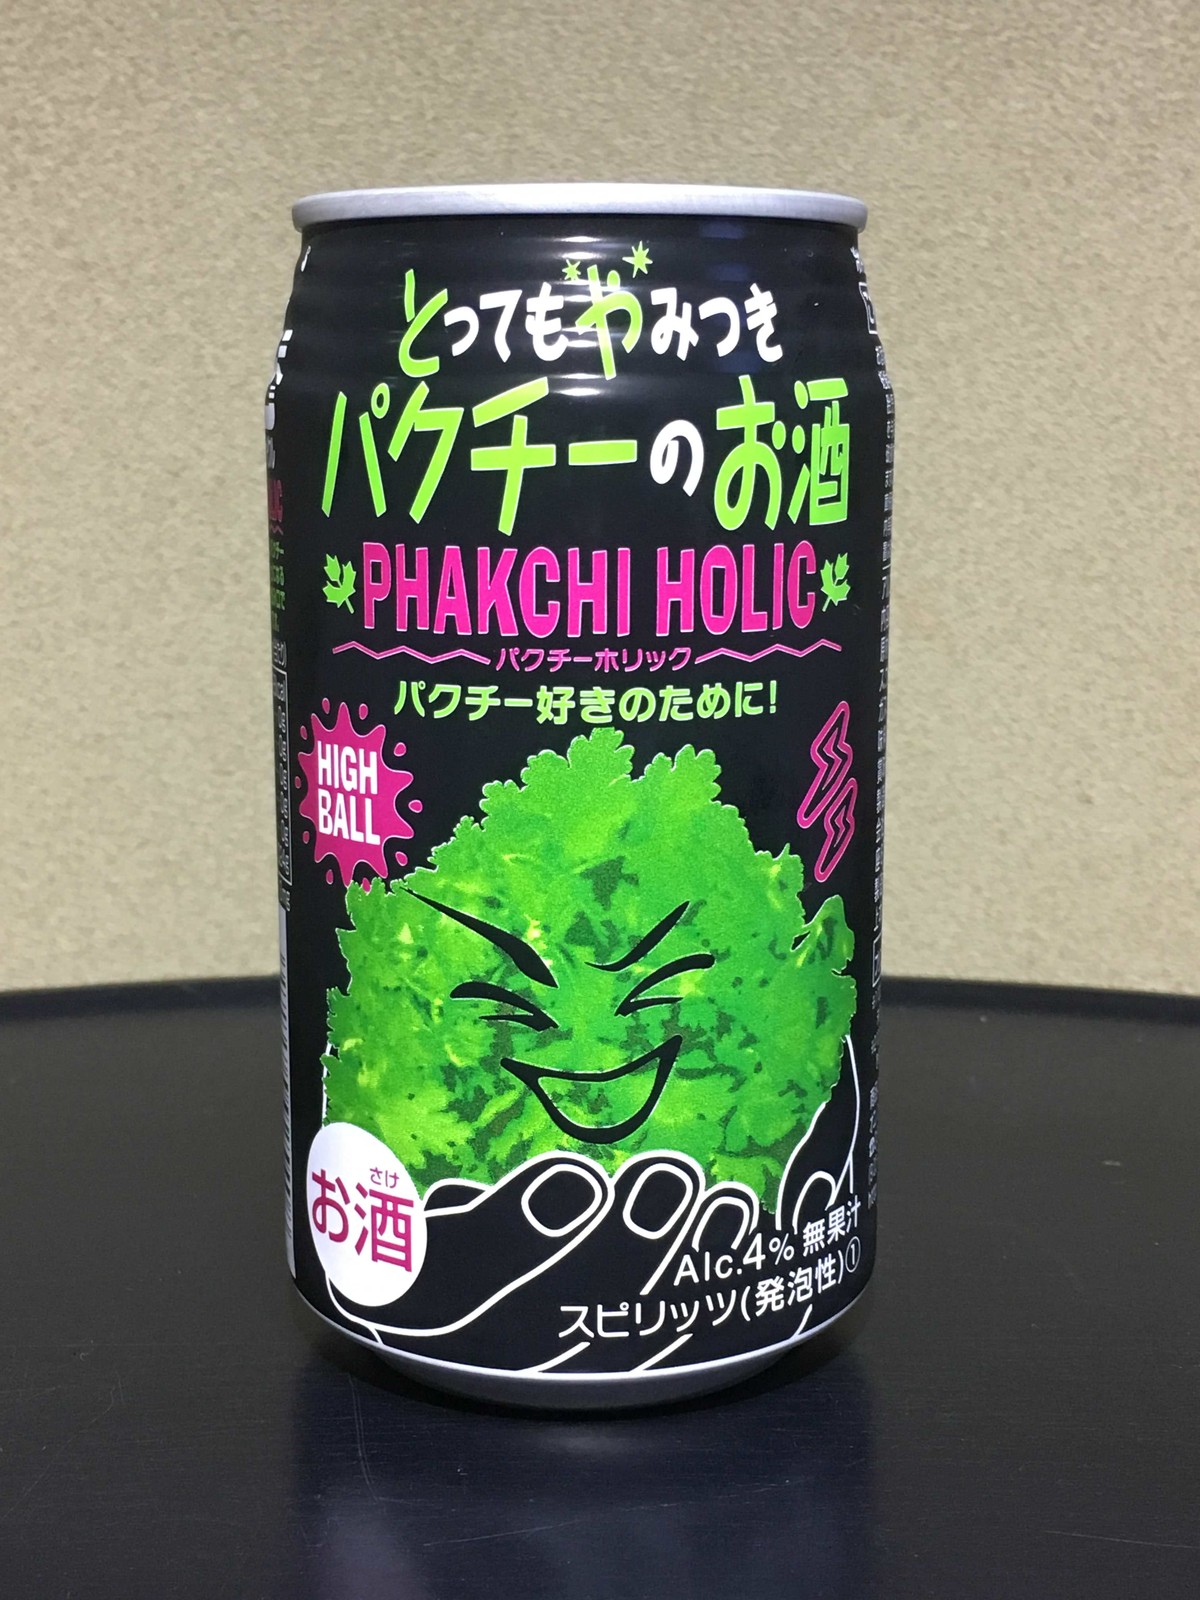 とってもやみつき
パクチーのお酒
PHAKCHI HOLIC
パクチーホリック
パクチー好きのために!
HIGH
BALL
さけ
お酒
Alc.4% 無果汁
スピリッツ(発泡性)①